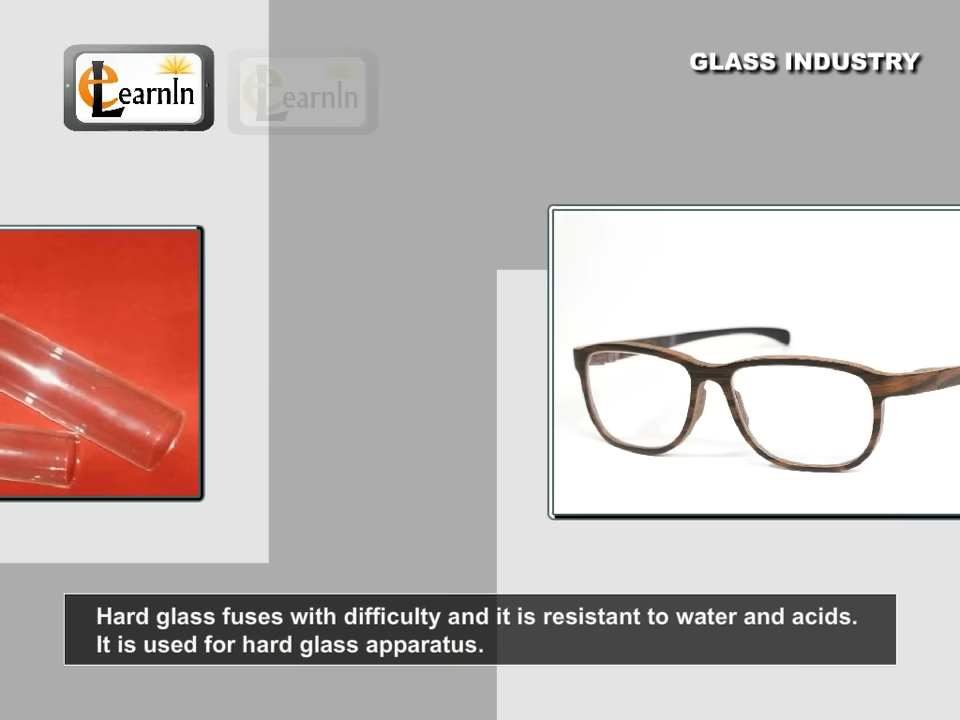 eLearnIn
eLearnIn
GLASS INDUSTRY
Hard glass fuses with difficulty and it is resistant to water and acids.
It is used for hard glass apparatus.